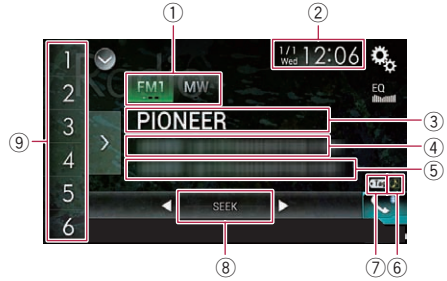 ①
②
1/1
Wed
12:06
1
2
3
4
5
6
FM1
MW
EQ
PIONEER
③
④
⑤
⑨
SEEK
⑧
⑦
⑥